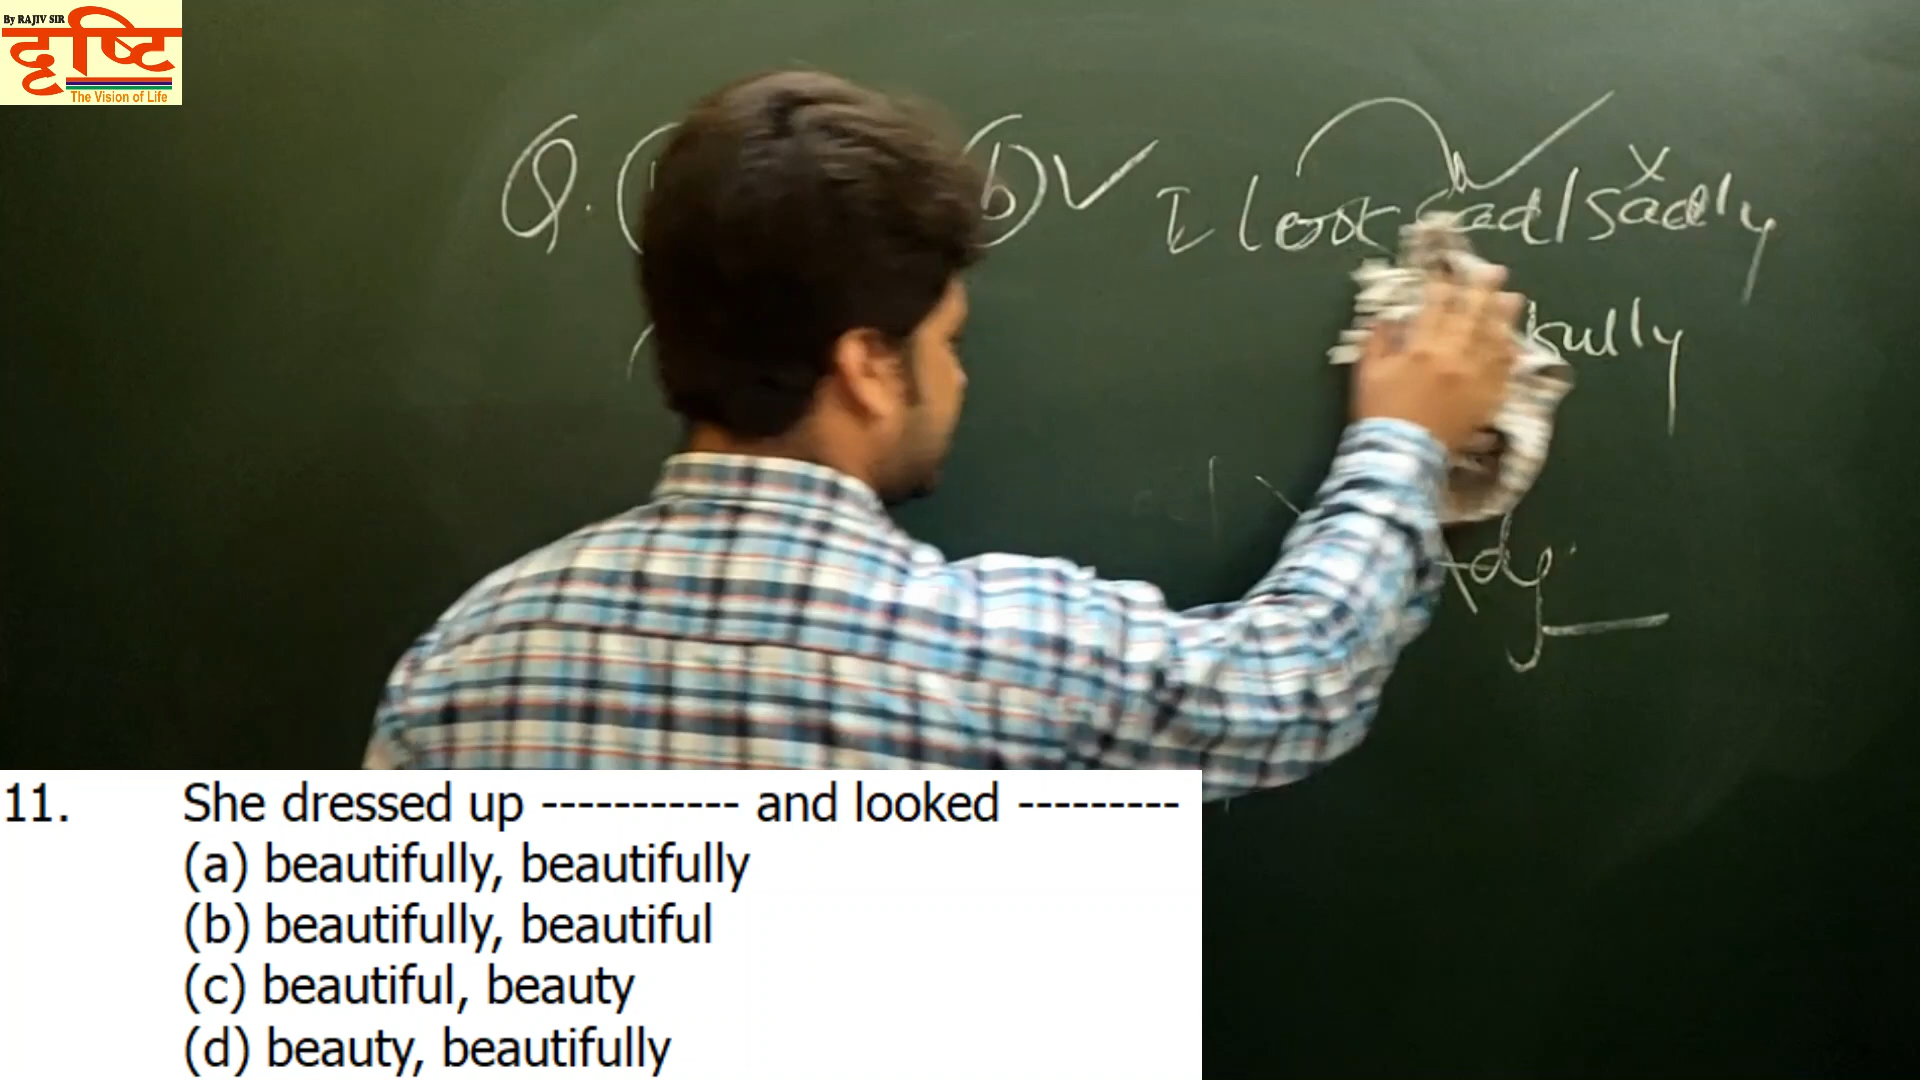 By RAJIV SIR
दृष्टि
The Vision of Life
Q. ( b) ✓ I look sad/sadly
x
Adj
11. She dressed up ----------- and looked ---------
(a) beautifully, beautifully
(b) beautifully, beautiful
(c) beautiful, beauty
(d) beauty, beautifully